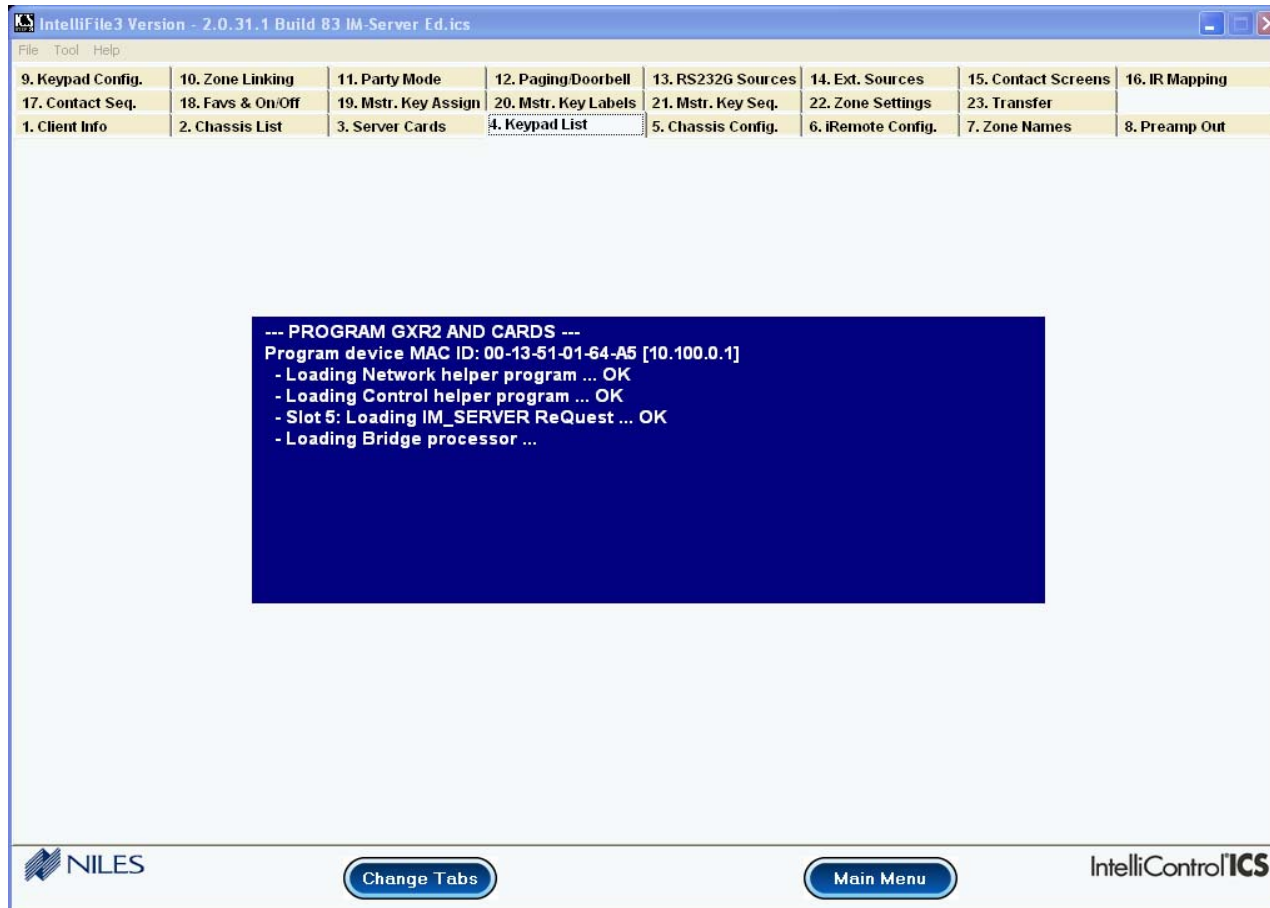 IntelliFile3 Version - 2.0.31.1 Build 83 IM-Server Ed.ics
File Tool Help
9. Keypad Config. 10. Zone Linking 11. Party Mode 12. Paging/Doorbell 13. RS232G Sources 14. Ext. Sources 15. Contact Screens 16. IR Mapping
17. Contact Seq. 18. Favs & On/Off 19. Mstr. Key Assign 20. Mstr. Key Labels 21. Mstr. Key Seq. 22. Zone Settings 23. Transfer
1. Client Info 2. Chassis List 3. Server Cards 4. Keypad List 5. Chassis Config. 6. iRemote Config. 7. Zone Names 8. Preamp Out
--- PROGRAM GXR2 AND CARDS ---
Program device MAC ID: 00-13-51-01-64-A5 [10.100.0.1]
- Loading Network helper program ... OK
- Loading Control helper program ... OK
- Slot 5: Loading IM_SERVER ReQuest ... OK
- Loading Bridge processor ...
NILES
Change Tabs
Main Menu
IntelliControl ICS